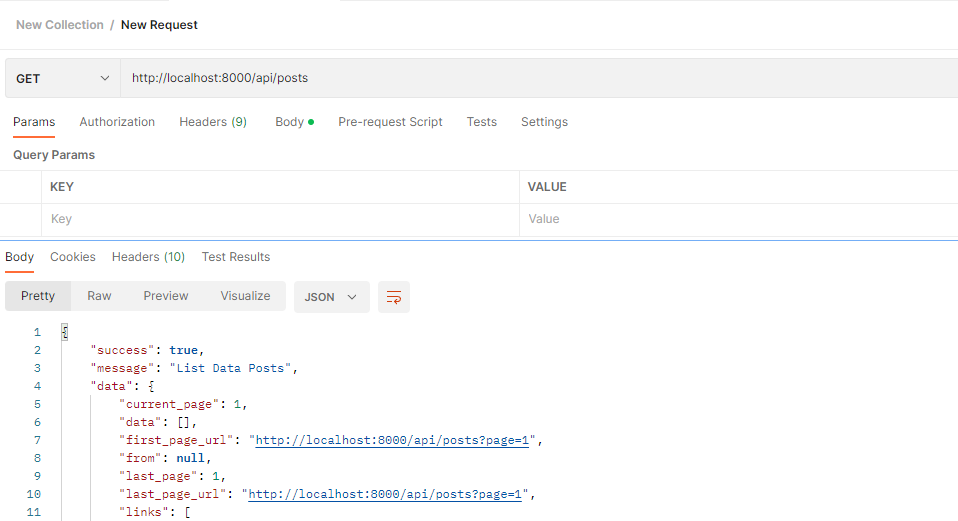 New Collection / New Request
GET http://localhost:8000/api/posts
Params Authorization Headers (9) Body Pre-request Script Tests Settings
Query Params
KEY VALUE
Key Value
Body Cookies Headers (10) Test Results
Pretty Raw Preview Visualize JSON
1 {
2 "success": true,
3 "message": "List Data Posts",
4 "data": {
5 "current_page": 1,
6 "data": [],
7 "first_page_url": "http://localhost:8000/api/posts?page=1",
8 "from": null,
9 "last_page": 1,
10 "last_page_url": "http://localhost:8000/api/posts?page=1",
11 "links": [